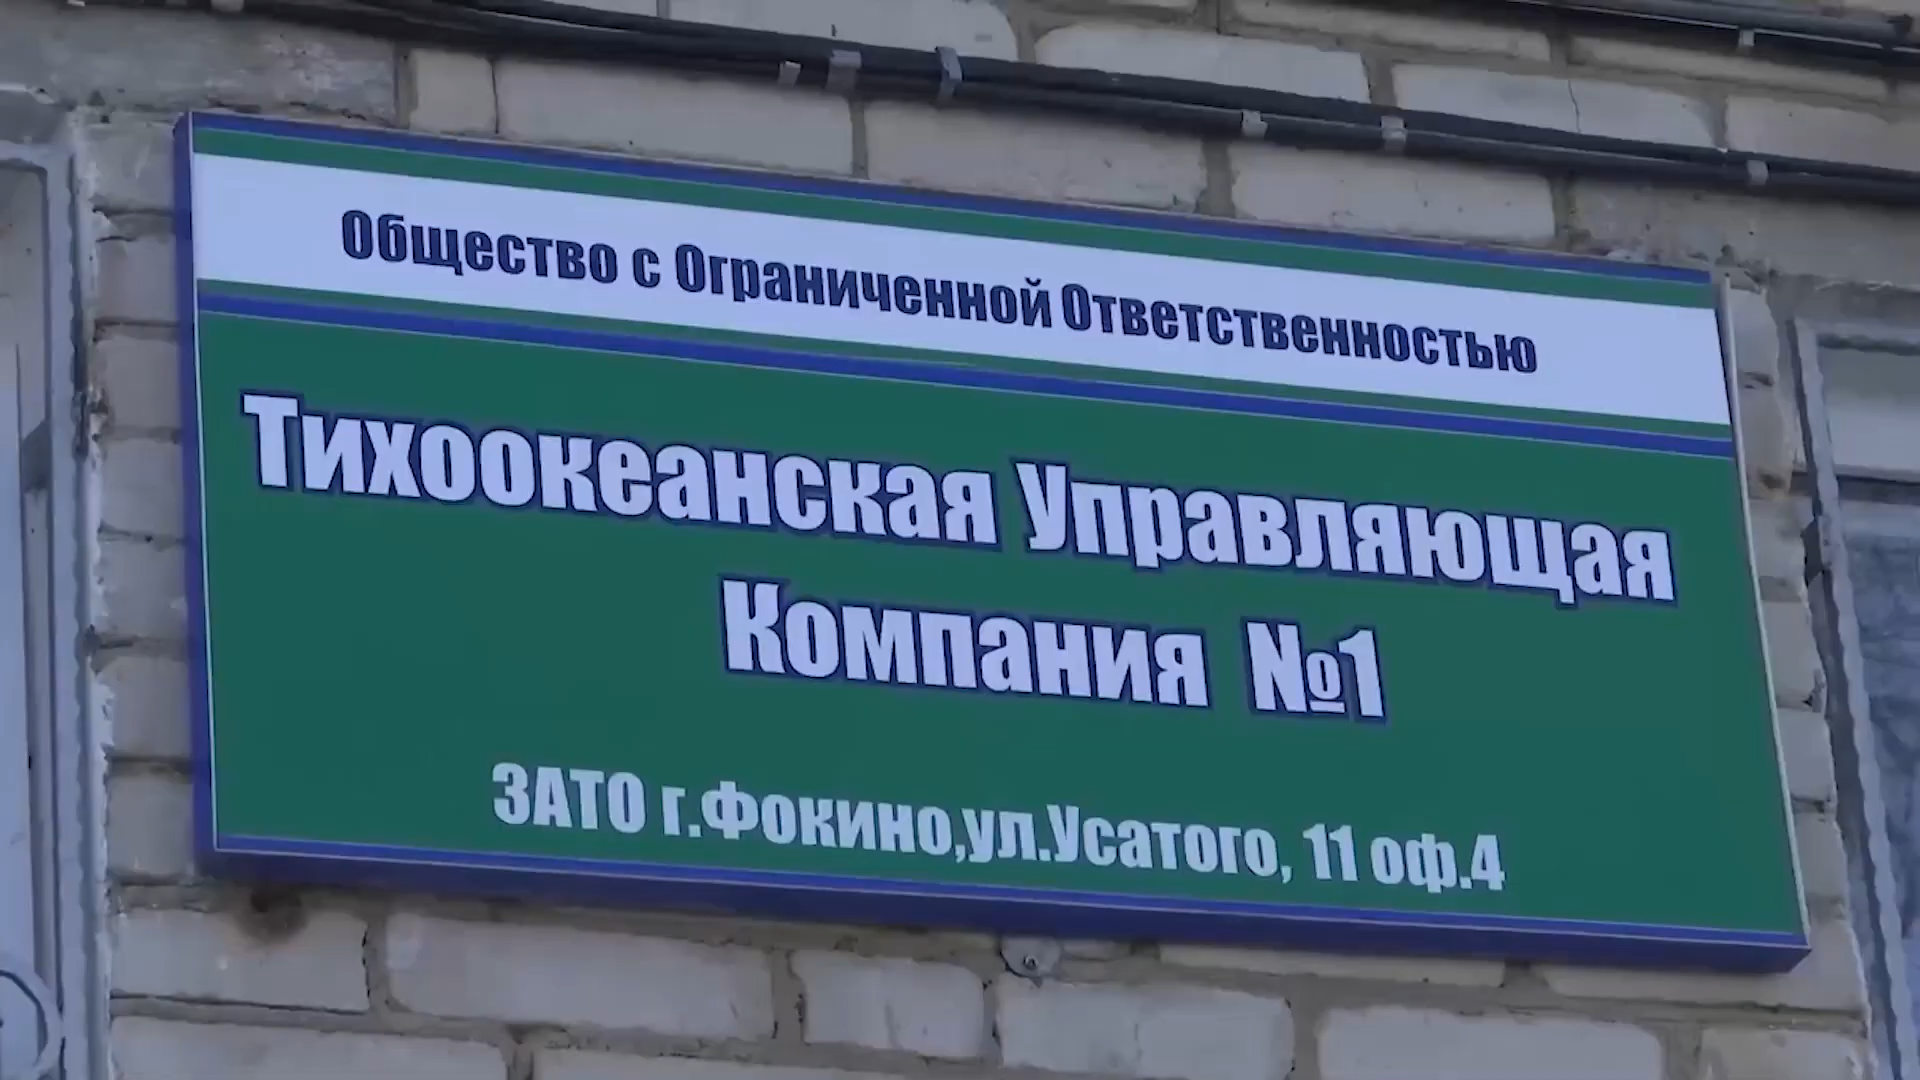 Общество с Ограниченной Ответственностью
Тихоокеанская Управляющая
Компания №1
ЗАТО г.Фокино,ул.Усатого, 11 оф.4